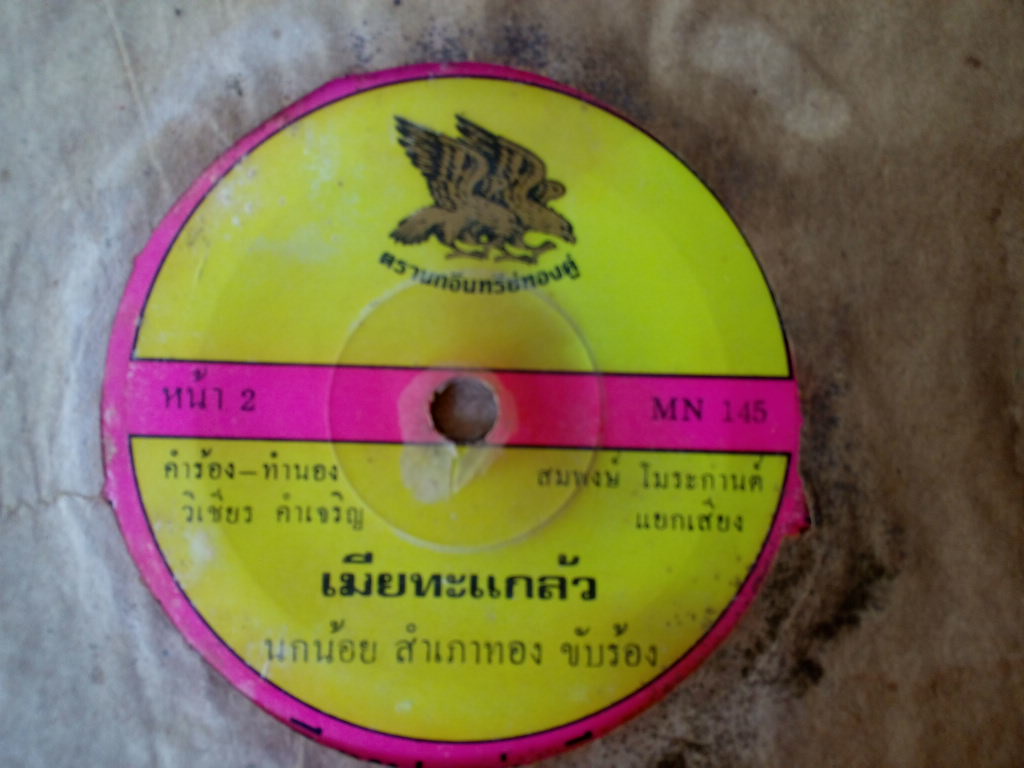 ตรานกอินทรีย์ทองคู่
หน้า 2
MN 145
คำร้อง–ทำนอง
วิเชียร คำเจริญ
สมพงษ์ โมระกานต์
แยกเสียง
เมียทะแกล้ว
นกน้อย สำเภาทอง ขับร้อง